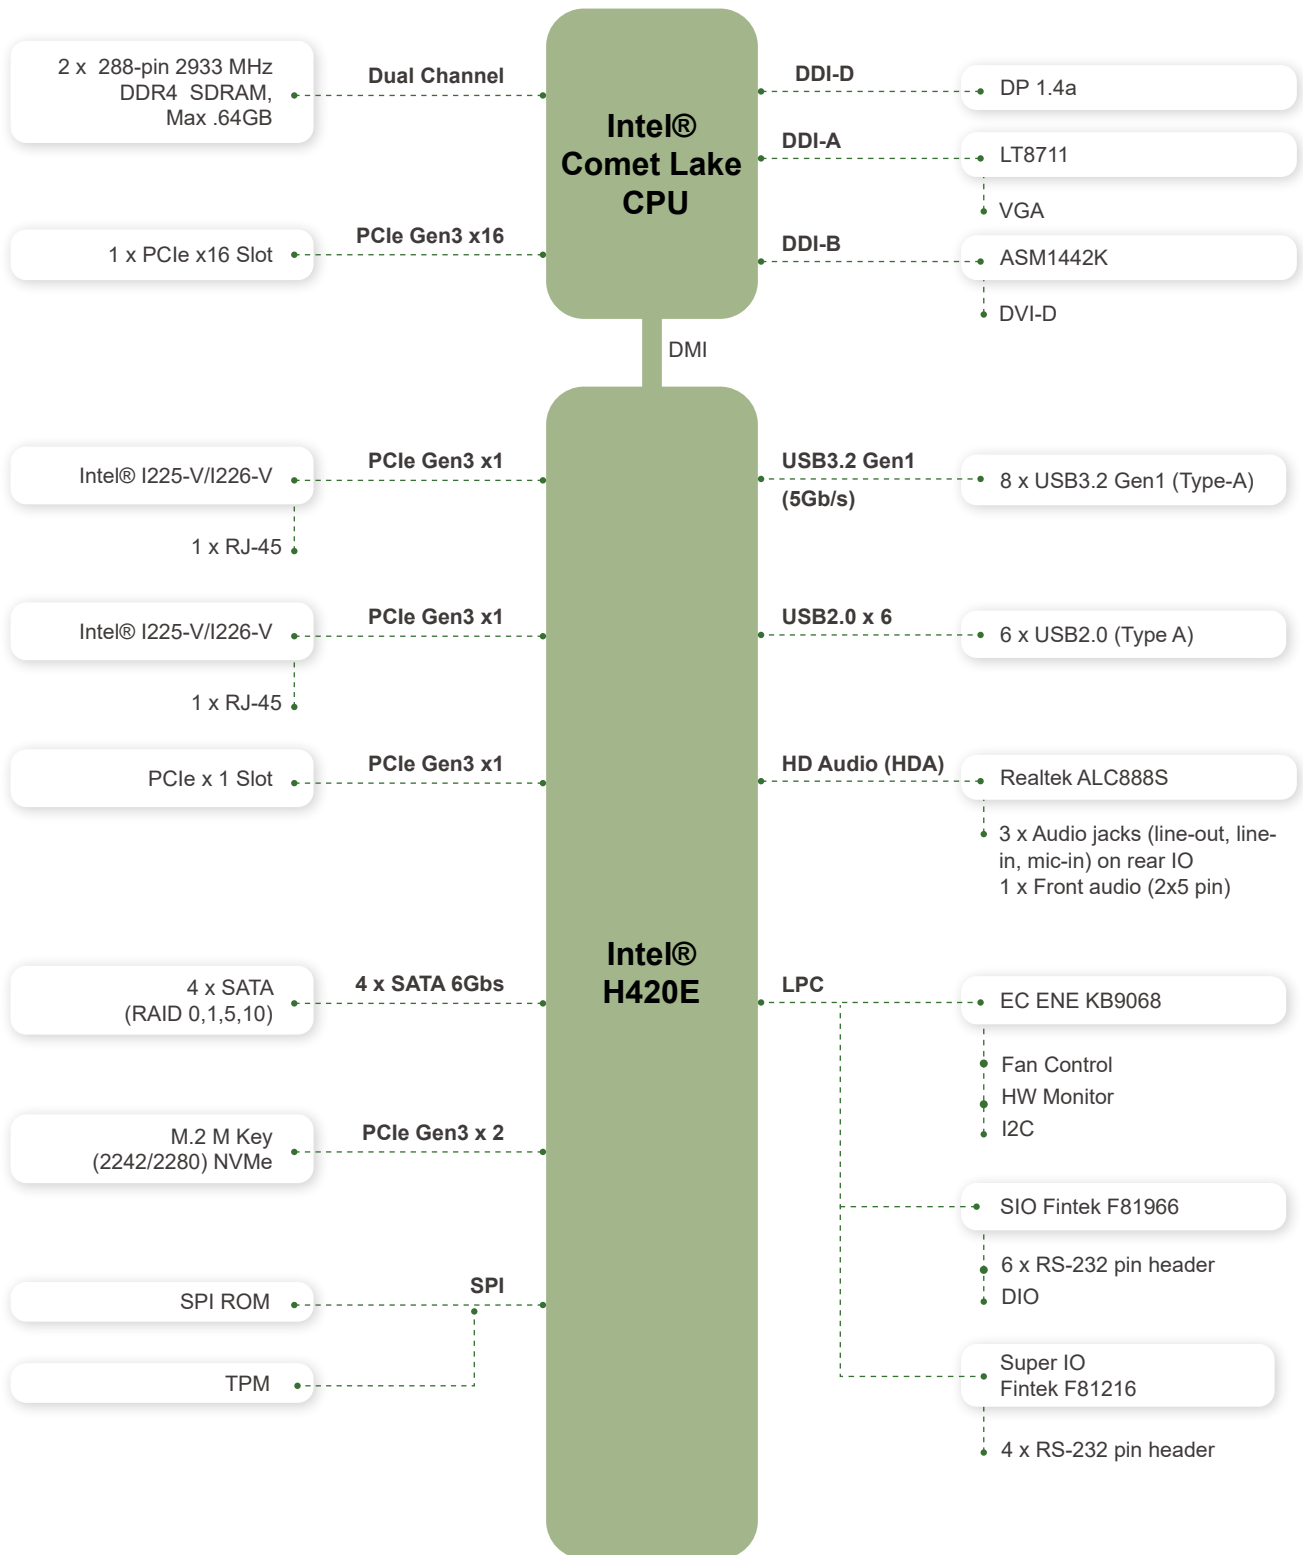 2 x  288-pin 2933 MHz
DDR4  SDRAM,
Max .64GB
Dual Channel
1 x PCIe x16 Slot
PCIe Gen3 x16
Intel®
Comet Lake
CPU
DDI-D
DP 1.4a
DDI-A
LT8711
VGA
DDI-B
ASM1442K
DVI-D
DMI
Intel® I225-V/I226-V
PCIe Gen3 x1
1 x RJ-45
Intel® I225-V/I226-V
PCIe Gen3 x1
1 x RJ-45
PCIe x 1 Slot
PCIe Gen3 x1
4 x SATA
(RAID 0,1,5,10)
4 x SATA 6Gbs
M.2 M Key
(2242/2280) NVMe
PCIe Gen3 x 2
SPI ROM
SPI
TPM
Intel®
H420E
USB3.2 Gen1
(5Gb/s)
8 x USB3.2 Gen1 (Type-A)
USB2.0 x 6
6 x USB2.0 (Type A)
HD Audio (HDA)
Realtek ALC888S
3 x Audio jacks (line-out, line-
in, mic-in) on rear IO
1 x Front audio (2x5 pin)
LPC
EC ENE KB9068
Fan Control
HW Monitor
I2C
SIO Fintek F81966
6 x RS-232 pin header
DIO
Super IO
Fintek F81216
4 x RS-232 pin header